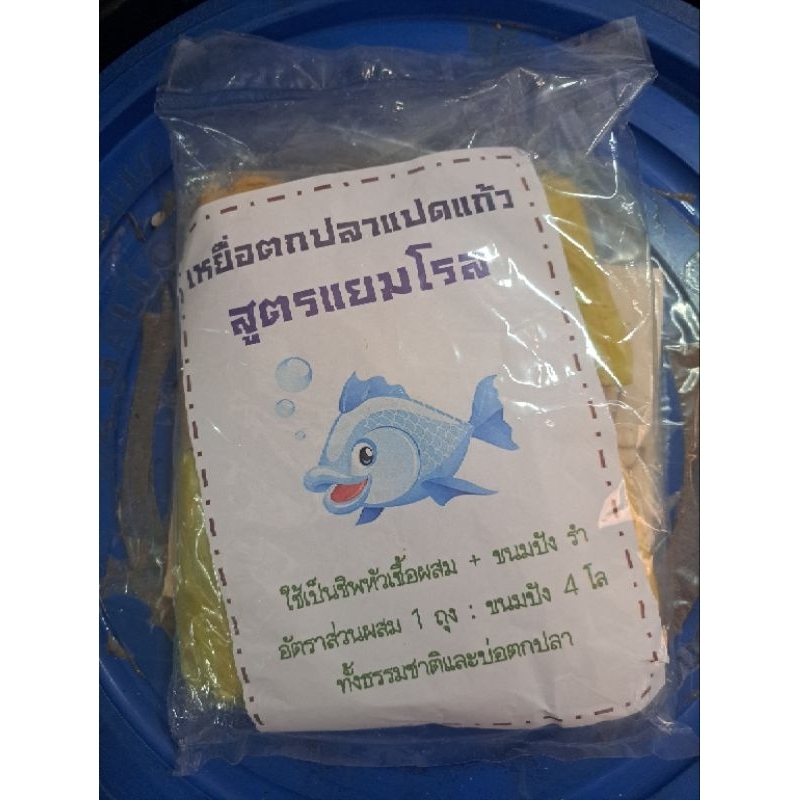 เหยื่อตกปลาแปดแก้ว
สูตรแยมโรล
ใช้เป็นชิพหัวเชื้อผสม + ขนมปัง รำ
อัตราส่วนผสม 1 ถุง : ขนมปัง 4 โล
ทั้งธรรมชาติและบ่อตกปลา